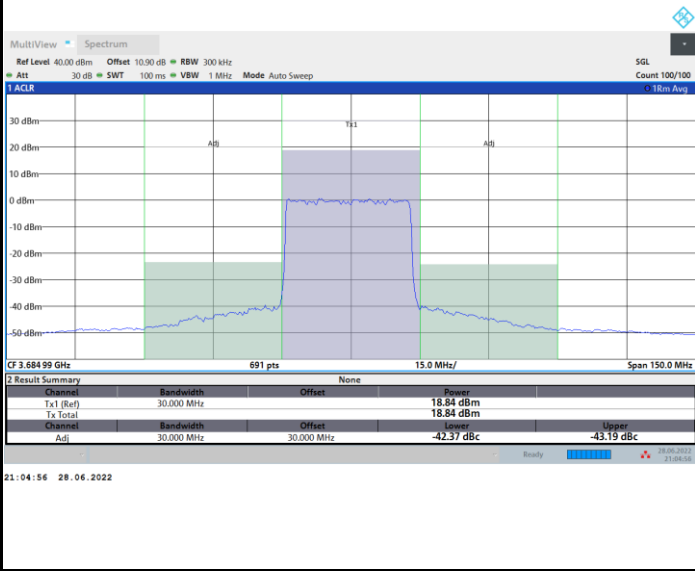 MultiView Spectrum
Ref Level 40.00 dBm Offset 10.90 dB RBW 300 kHz SGL
Att 30 dB SWT 100 ms VBW 1 MHz Mode Auto Sweep Count 100/100
1 ACLR 1Rm Avg
30 dBm
Tx1
20 dBm
Adj Adj
10 dBm
0 dBm
-10 dBm
-20 dBm
-30 dBm
-40 dBm
-50 dBm
CF 3.684 99 GHz 691 pts 15.0 MHz/ Span 150.0 MHz
2 Result Summary None
Channel Bandwidth Offset Power
Tx1 (Ref) 30.000 MHz 18.84 dBm
Tx Total 18.84 dBm
Channel Bandwidth Offset Lower Upper
Adj 30.000 MHz 30.000 MHz -42.37 dBc -43.19 dBc
Ready 28.06.2022
21:04:56
21:04:56 28.06.2022